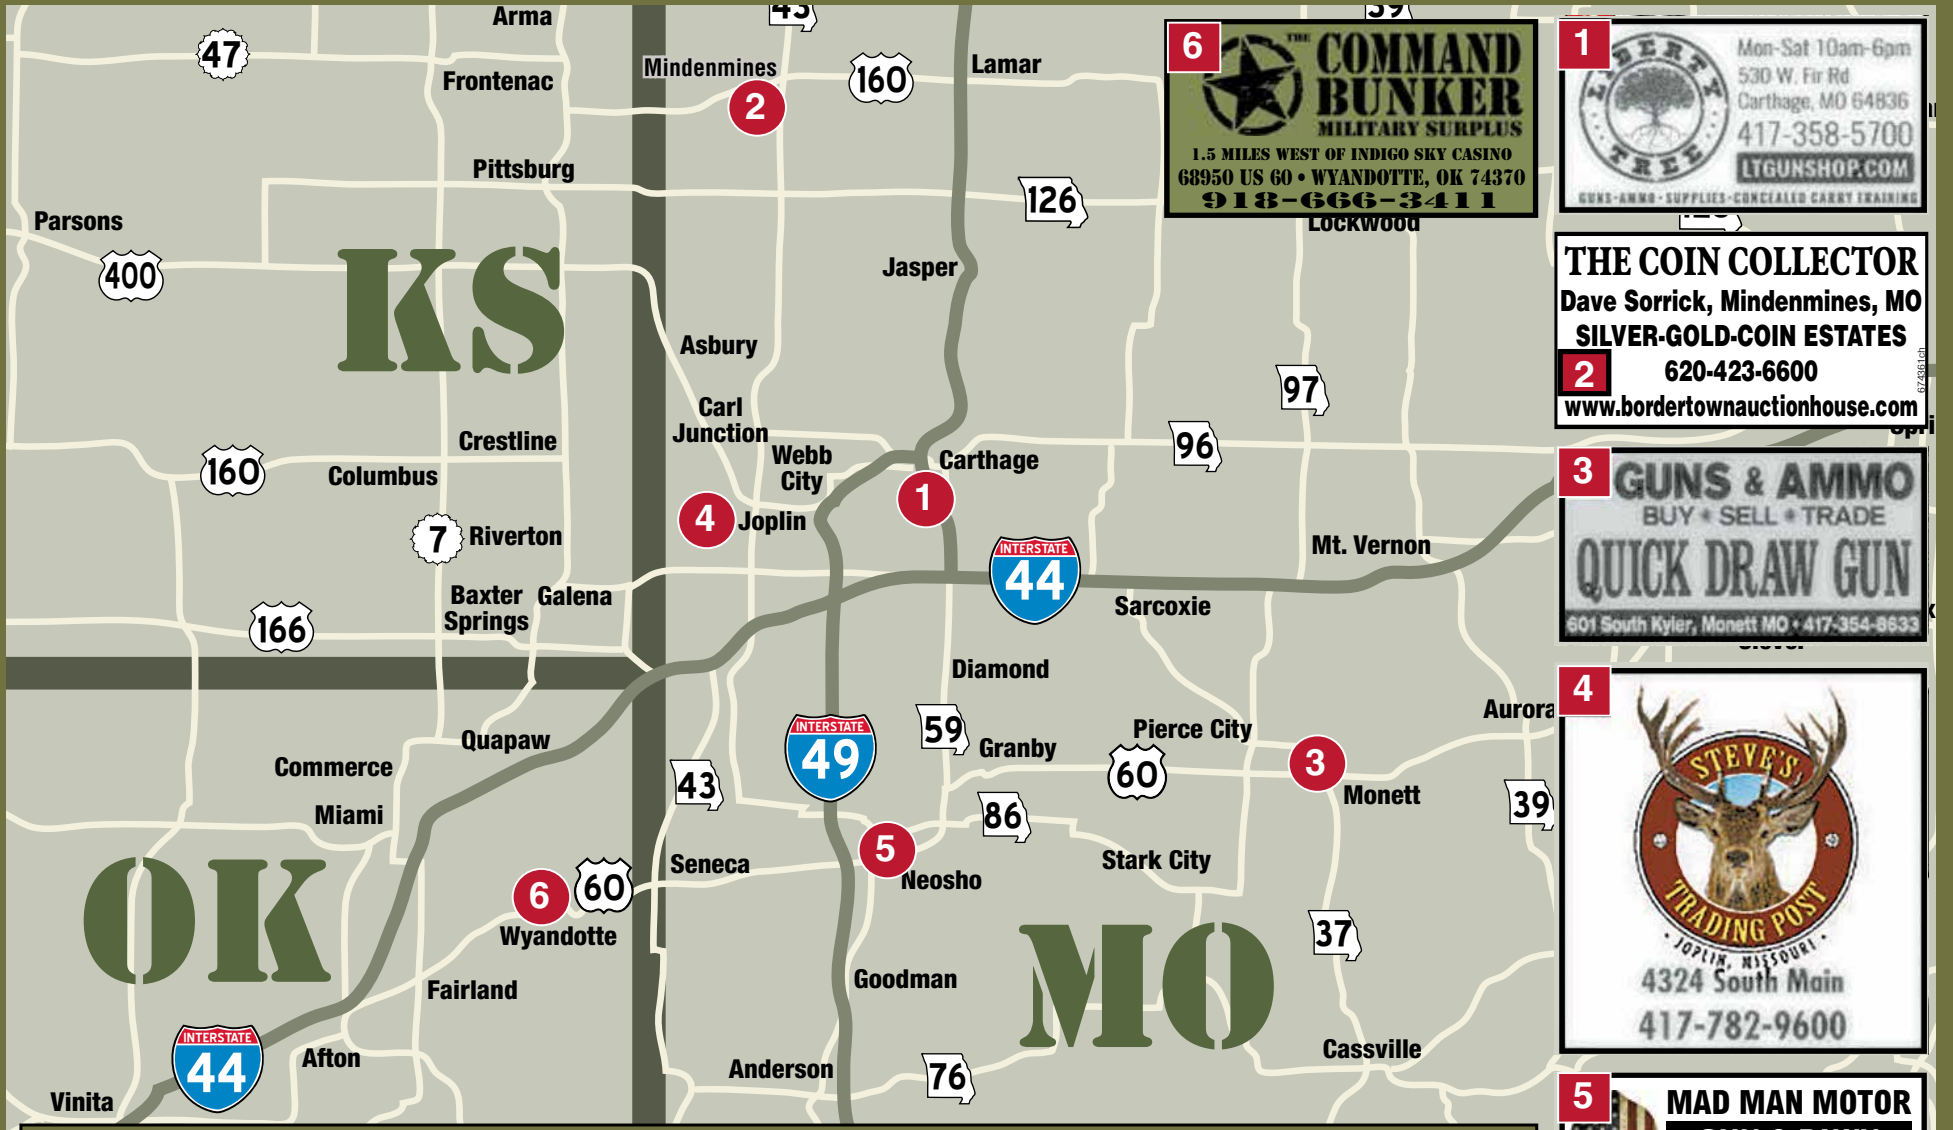 Arma
43
39
47
Mindenmines
160
Lamar
Frontenac
2
Pittsburg
126
Parsons
Lockwood
400
KS
Jasper
Asbury
97
Carl
Junction
Crestline
Webb
City
96
160
Columbus
Carthage
1
4
Joplin
7
Riverton
Mt. Vernon
INTERSTATE
44
Baxter
Springs
Galena
Sarcoxie
166
Diamond
Aurora
59
Pierce City
Quapaw
INTERSTATE
49
Granby
Commerce
60
3
43
Monett
Miami
86
39
5
Seneca
Stark City
OK
6
60
Neosho
Wyandotte
37
MO
Goodman
Fairland
INTERSTATE
44
Afton
Cassville
Anderson
76
Vinita
6
THE COMMAND
BUNKER
MILITARY SURPLUS
1.5 MILES WEST OF INDIGO SKY CASINO
68950 US 60 • WYANDOTTE, OK 74370
918-666-3411
1
LIBERTY
TREE
Mon-Sat 10am-6pm
530 W. Fir Rd
Carthage, MO 64836
417-358-5700
LTGUNSHOP.COM
GUNS-AMMO-SUPPLIES-CONCEALED CARRY TRAINING
THE COIN COLLECTOR
Dave Sorrick, Mindenmines, MO
SILVER-GOLD-COIN ESTATES
2
620-423-6600
www.bordertownauctionhouse.com
674361ch
3
GUNS & AMMO
BUY * SELL * TRADE
QUICK DRAW GUN
601 South Kyler, Monett MO • 417-354-8633
4
STEVE'S
TRADING POST
• JOPLIN, MISSOURI •
4324 South Main
417-782-9600
5
MAD MAN MOTOR